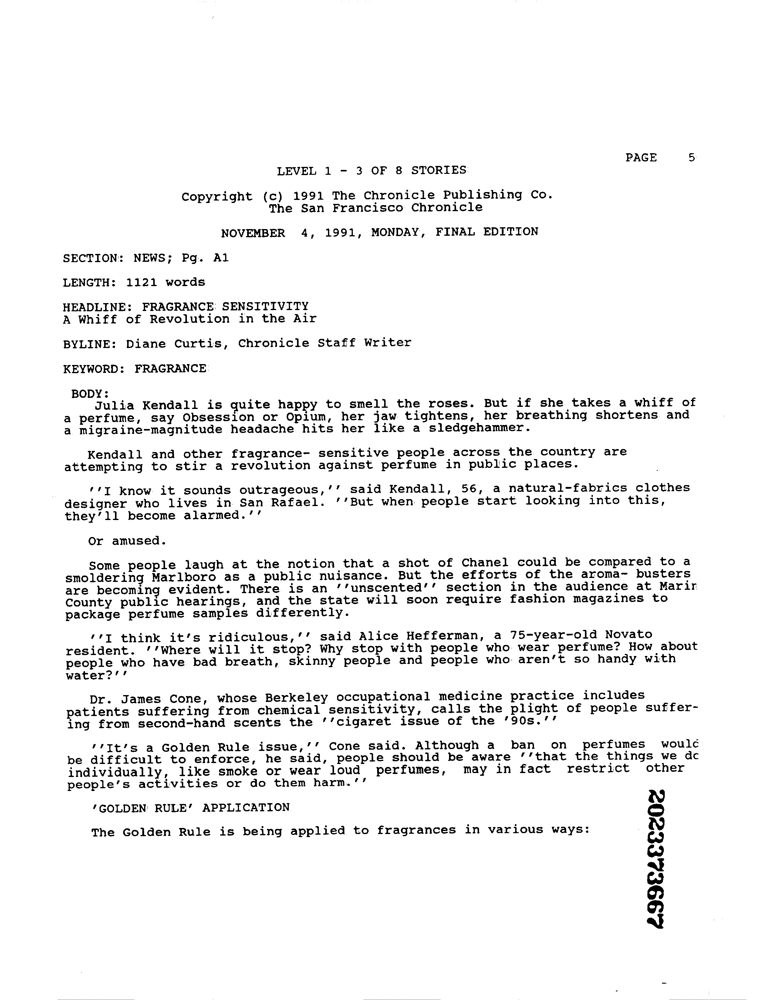 PAGE 5
LEVEL 1 - 3 OF 8 STORIES
Copyright (c) 1991 The Chronicle Publishing Co.
The San Francisco Chronicle
NOVEMBER 4, 1991, MONDAY, FINAL EDITION
SECTION: NEWS; Pg. A1
LENGTH: 1121 words
HEADLINE: FRAGRANCE SENSITIVITY
A Whiff of Revolution in the Air
BYLINE: Diane Curtis, Chronicle Staff Writer
KEYWORD: FRAGRANCE
BODY:
Julia Kendall is quite happy to smell the roses. But if she takes a whiff of
a perfume, say Obsession or Opium, her jaw tightens, her breathing shortens and
a migraine-magnitude headache hits her like a sledgehammer.
Kendall and other fragrance- sensitive people across the country are
attempting to stir a revolution against perfume in public places.
''I know it sounds outrageous,'' said Kendall, 56, a natural-fabrics clothes
designer who lives in San Rafael. ''But when people start looking into this,
they'll become alarmed.''
Or amused.
Some people laugh at the notion that a shot of Chanel could be compared to a
smoldering Marlboro as a public nuisance. But the efforts of the aroma- busters
are becoming evident. There is an ''unscented'' section in the audience at Marin
County public hearings, and the state will soon require fashion magazines to
package perfume samples differently.
''I think it's ridiculous,'' said Alice Hefferman, a 75-year-old Novato
resident. ''Where will it stop? Why stop with people who wear perfume? How about
people who have bad breath, skinny people and people who aren't so handy with
water?''
Dr. James Cone, whose Berkeley occupational medicine practice includes
patients suffering from chemical sensitivity, calls the plight of people suffer-
ing from second-hand scents the ''cigaret issue of the '90s.''
''It's a Golden Rule issue,'' Cone said. Although a ban on perfumes would
be difficult to enforce, he said, people should be aware ''that the things we do
individually, like smoke or wear loud perfumes, may in fact restrict other
people's activities or do them harm.''
'GOLDEN RULE' APPLICATION
The Golden Rule is being applied to fragrances in various ways:
2023373667